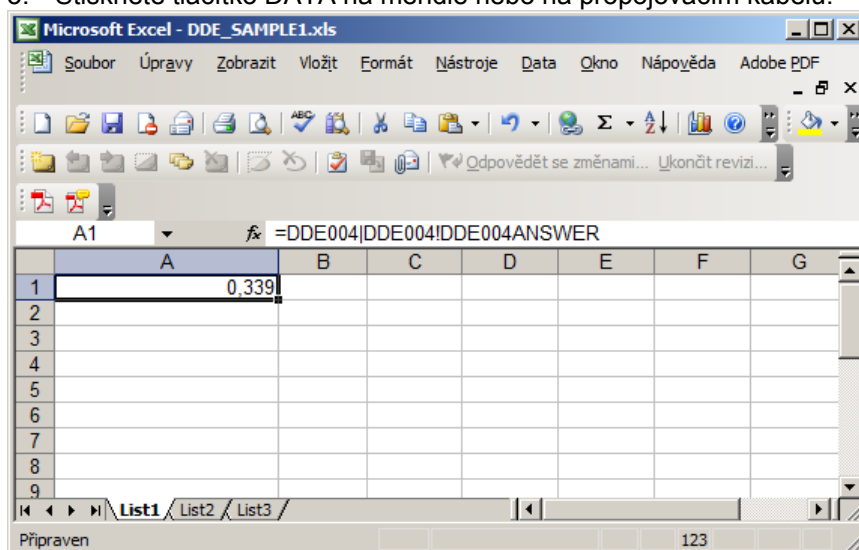 Stiskněte tlačítko DATA na měřidle nebo na propojovacím kabelu.
Microsoft Excel - DDE_SAMPLE1.xls
Soubor Úpravy Zobrazit Vložit Formát Nástroje Data Okno Nápověda Adobe PDF
Odpovědět se změnami... Ukončit revizi...
A1 fx =DDE004|DDE004!DDE004ANSWER
A B C D E F G
1 0,339
2
3
4
5
6
7
8
9
List1 List2 List3
Připraven 123